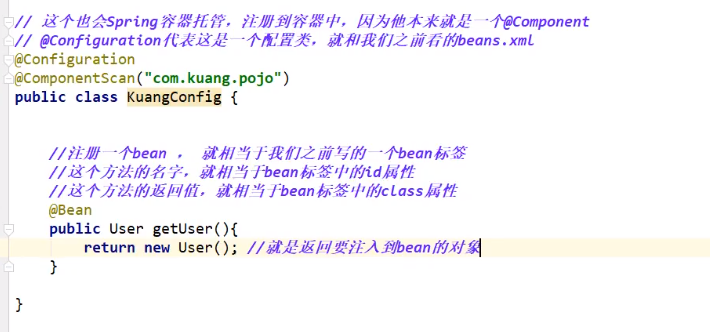 // 这个也会Spring容器托管，注册到容器中，因为他本来就是一个@Component
// @Configuration代表这是一个配置类，就和我们之前看的beans.xml
@Configuration
@ComponentScan("com.kuang.pojo")
public class KuangConfig {
//注册一个bean ， 就相当于我们之前写的一个bean标签
//这个方法的名字，就相当于bean标签中的id属性
//这个方法的返回值，就相当于bean标签中的class属性
@Bean
public User getUser(){
return new User(); //就是返回要注入到bean的对象
}
}